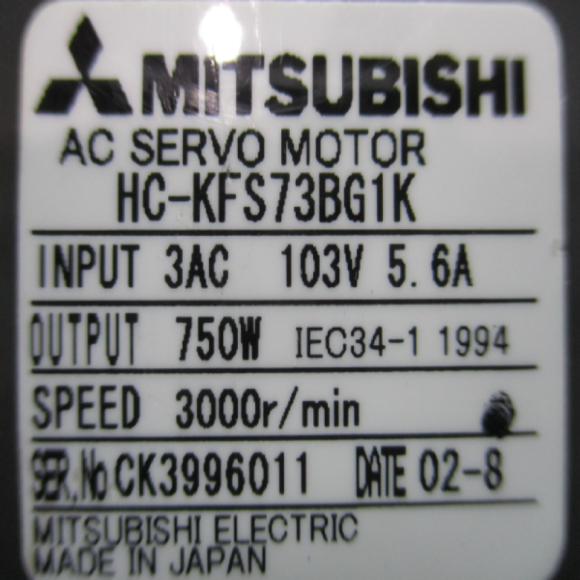 MITSUBISHI
AC SERVO MOTOR
HC-KFS73BG1K
INPUT 3AC 103V 5.6A
OUTPUT 750W IEC34-1 1994
SPEED 3000r/min
SER.No CK3996011 DATE 02-8
MITSUBISHI ELECTRIC
MADE IN JAPAN